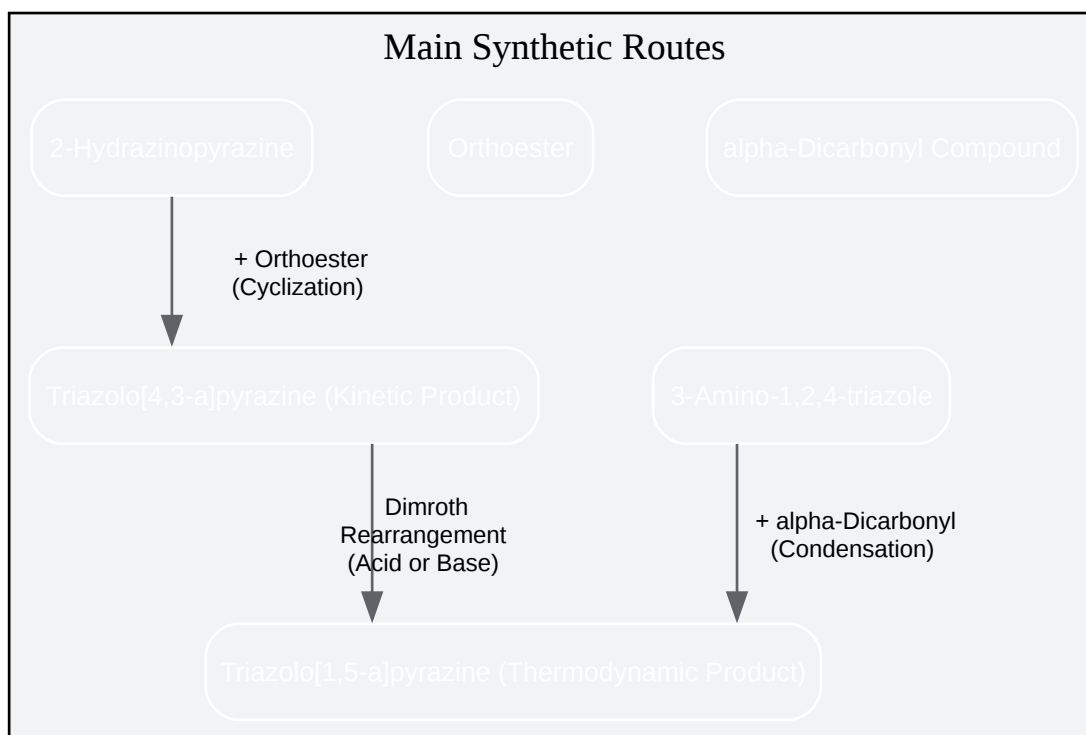 Main Synthetic Routes
2-Hydrazinopyrazine
Orthoester
alpha-Dicarbonyl Compound
+ Orthoester
(Cyclization)
Triazolo[4,3-a]pyrazine (Kinetic Product)
3-Amino-1,2,4-triazole
Dimroth
Rearrangement
(Acid or Base)
+ alpha-Dicarbonyl
(Condensation)
Triazolo[1,5-a]pyrazine (Thermodynamic Product)